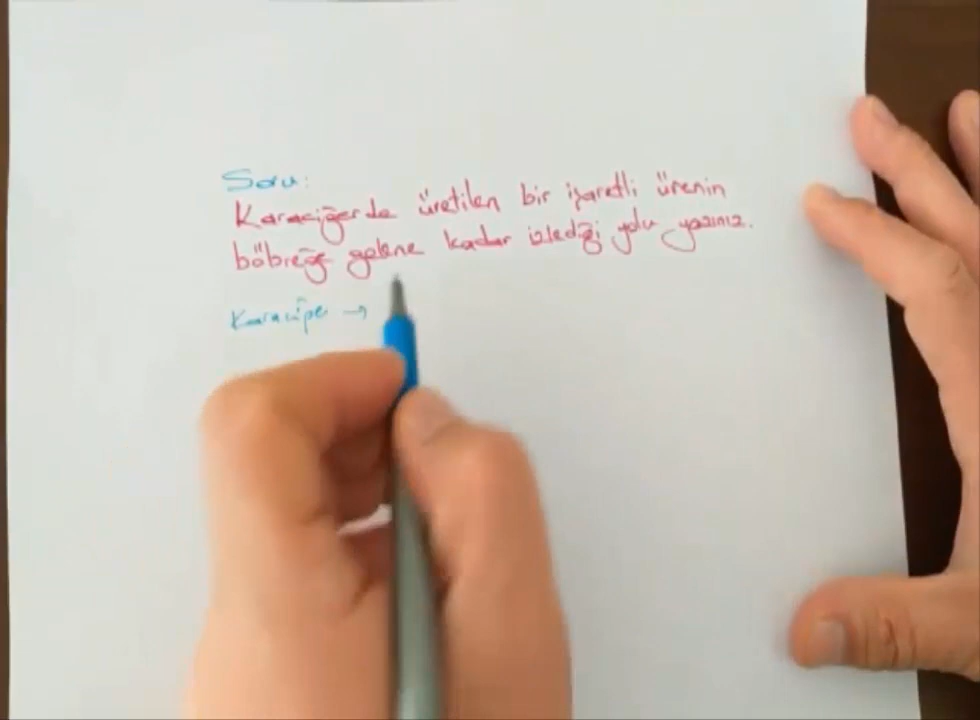 Soru:
Karaciğerde üretilen bir işaretli ürenin
böbreğe gelene kadar izlediği yolu yazınız.
Karaciğer →